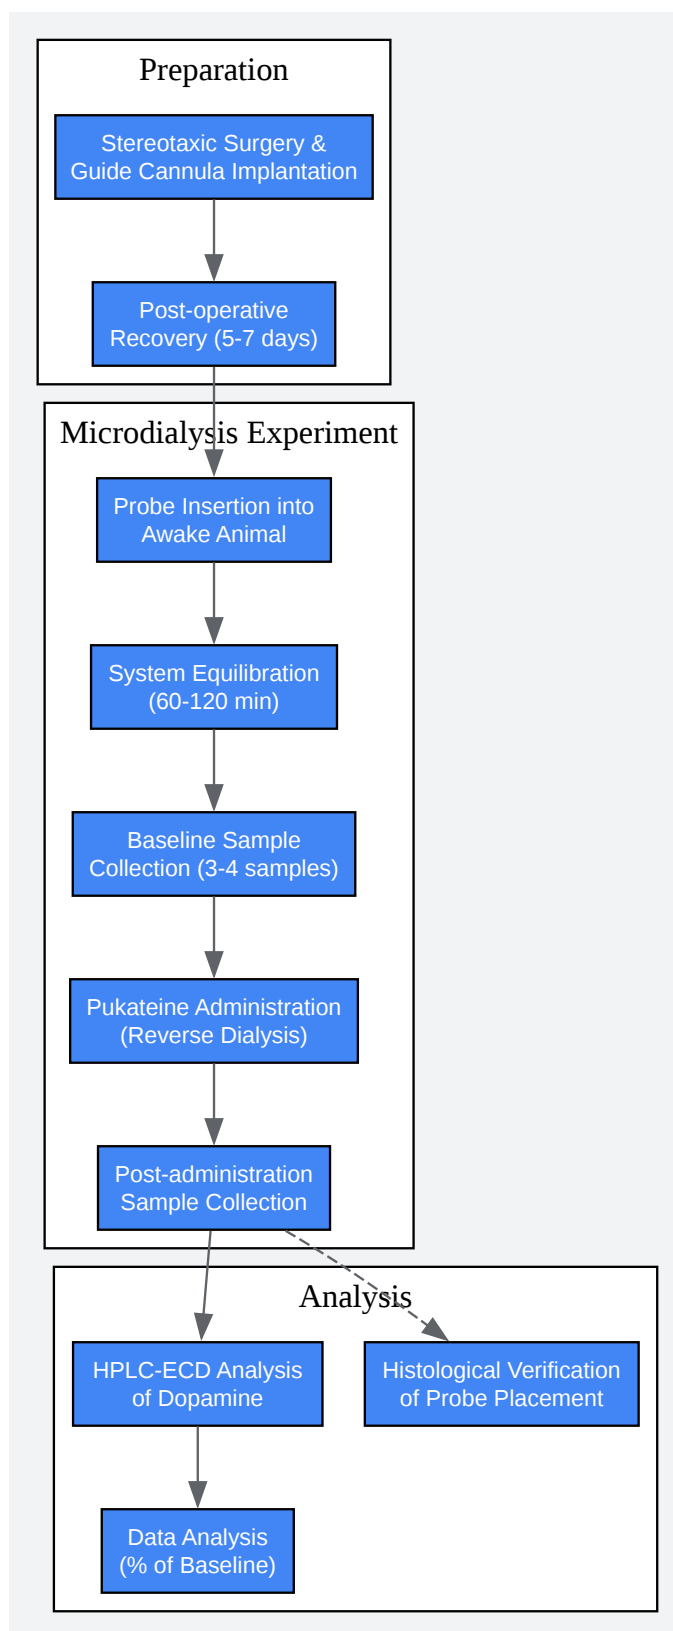 Preparation
Stereotaxic Surgery &
Guide Cannula Implantation
Post-operative
Recovery (5-7 days)
Microdialysis Experiment
Probe Insertion into
Awake Animal
System Equilibration
(60-120 min)
Baseline Sample
Collection (3-4 samples)
Pukateine Administration
(Reverse Dialysis)
Post-administration
Sample Collection
Analysis
HPLC-ECD Analysis
of Dopamine
Histological Verification
of Probe Placement
Data Analysis
(% of Baseline)